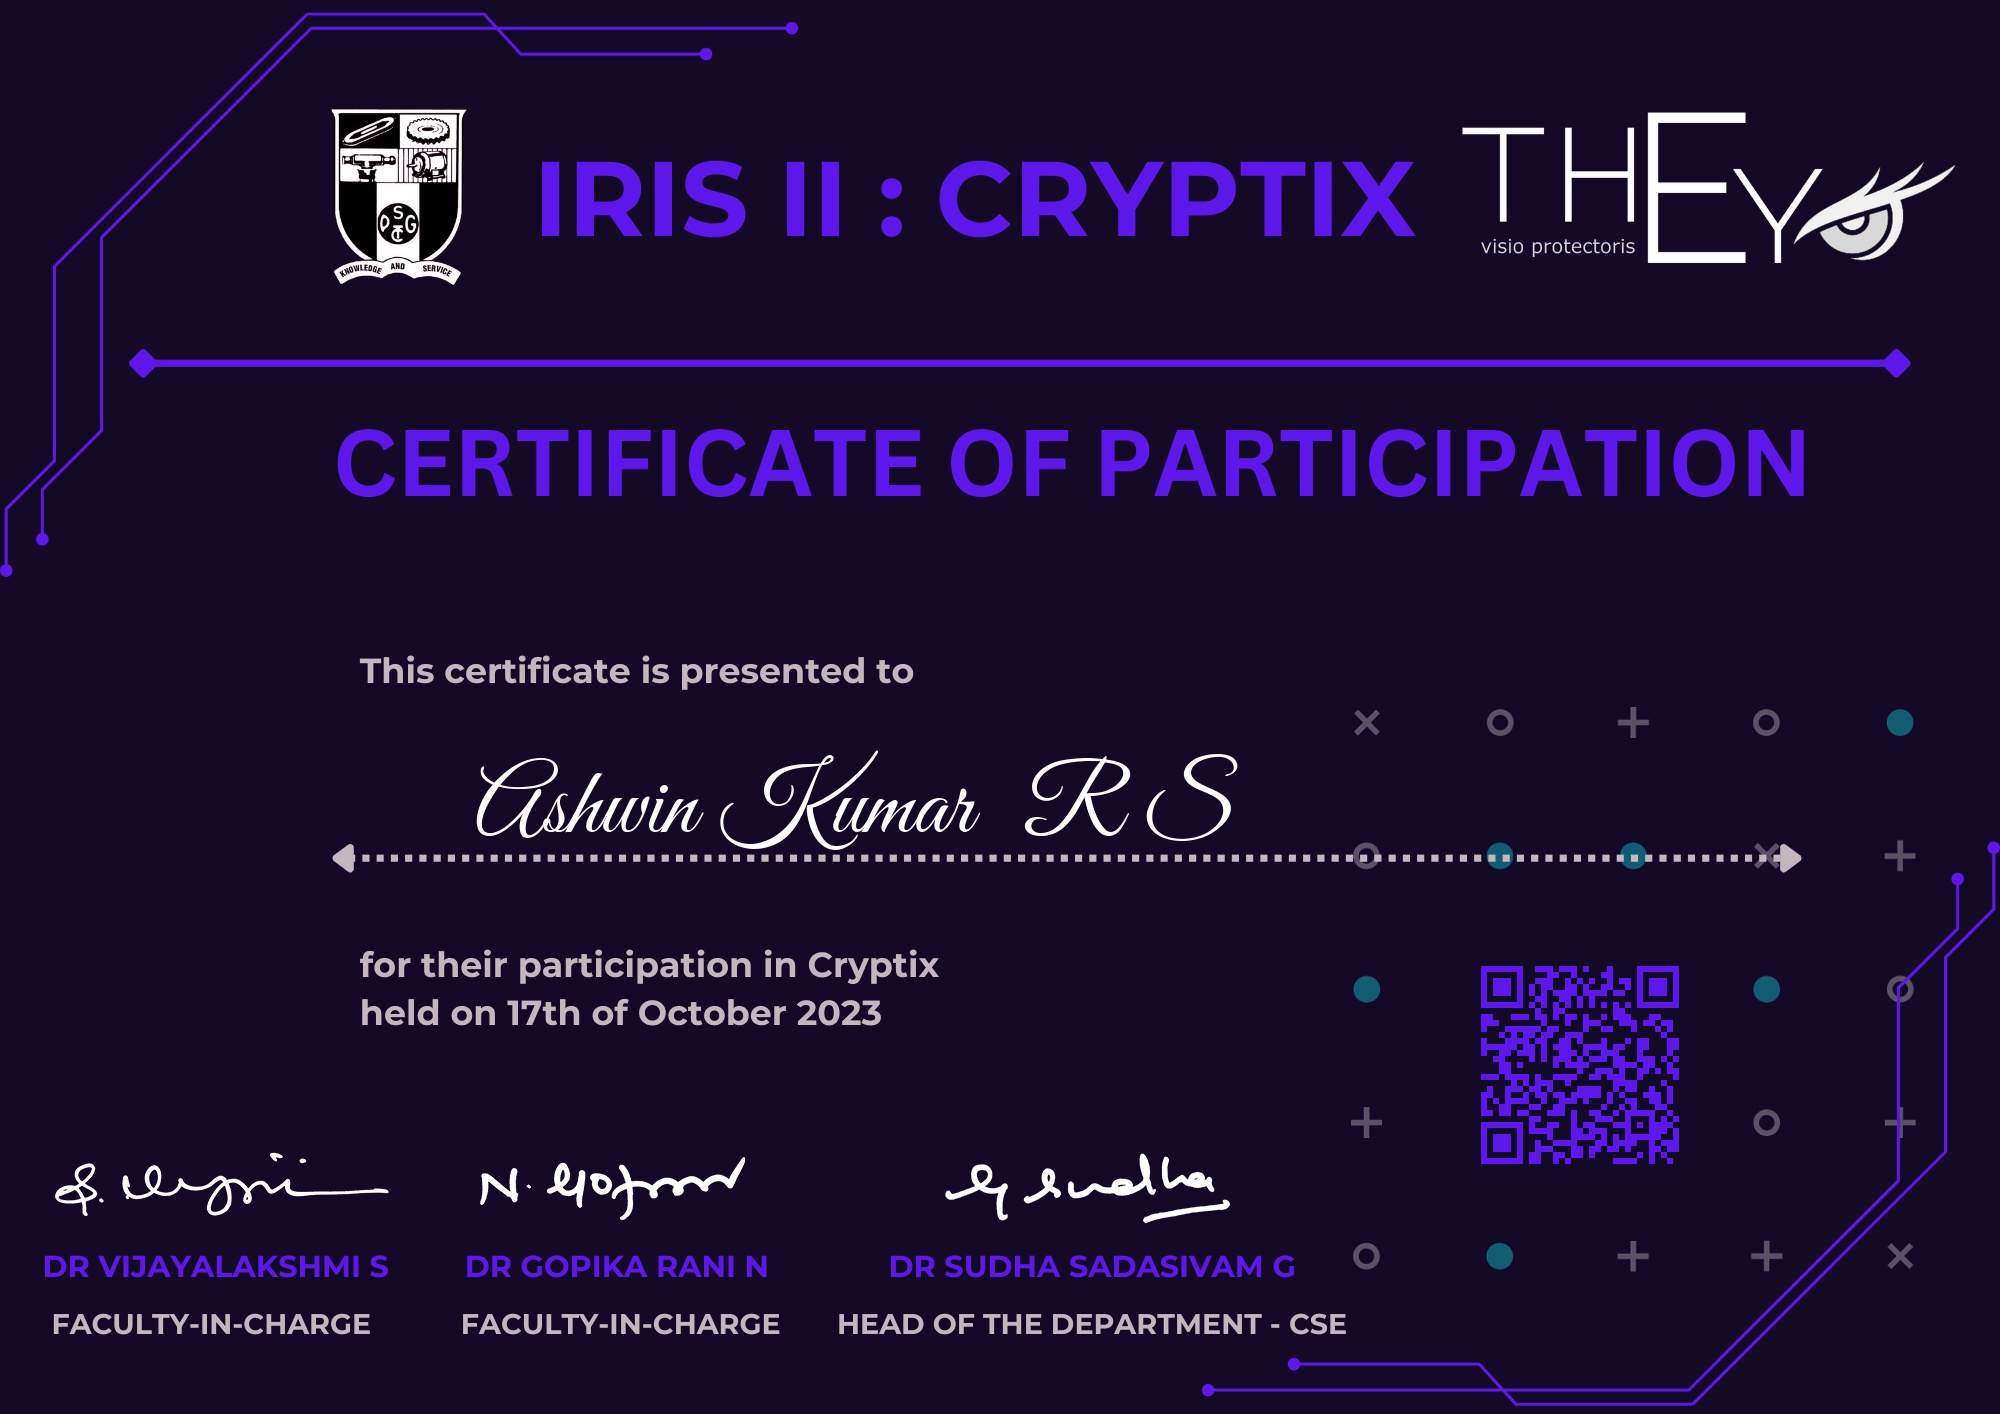 IRIS II : CRYPTIX
THEY
visio protectoris
PSG
CT
KNOWLEDGE AND SERVICE
CERTIFICATE OF PARTICIPATION
This certificate is presented to
Ashwin Kumar R S
for their participation in Cryptix
held on 17th of October 2023
G Sudha
DR VIJAYALAKSHMI S
DR GOPIKA RANI N
DR SUDHA SADASIVAM G
FACULTY-IN-CHARGE
FACULTY-IN-CHARGE
HEAD OF THE DEPARTMENT - CSE